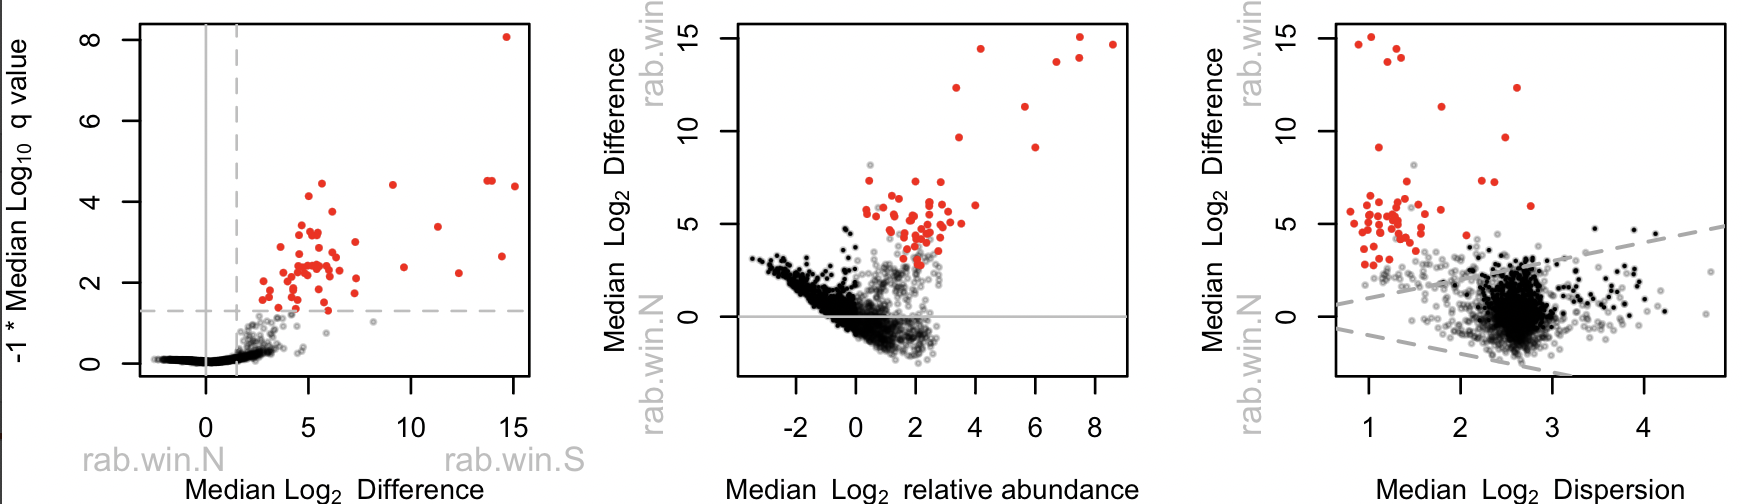 -1 * Median Log10 q value
8
6
4
2
0
0 5 10 15
rab.win.N rab.win.S
Median Log2 Difference
Median Log2 Difference
rab.win.N rab.win
15
10
5
0
-2 0 2 4 6 8
Median Log2 relative abundance
Median Log2 Difference
rab.win.N rab.win
15
10
5
0
1 2 3 4
Median Log2 Dispersion